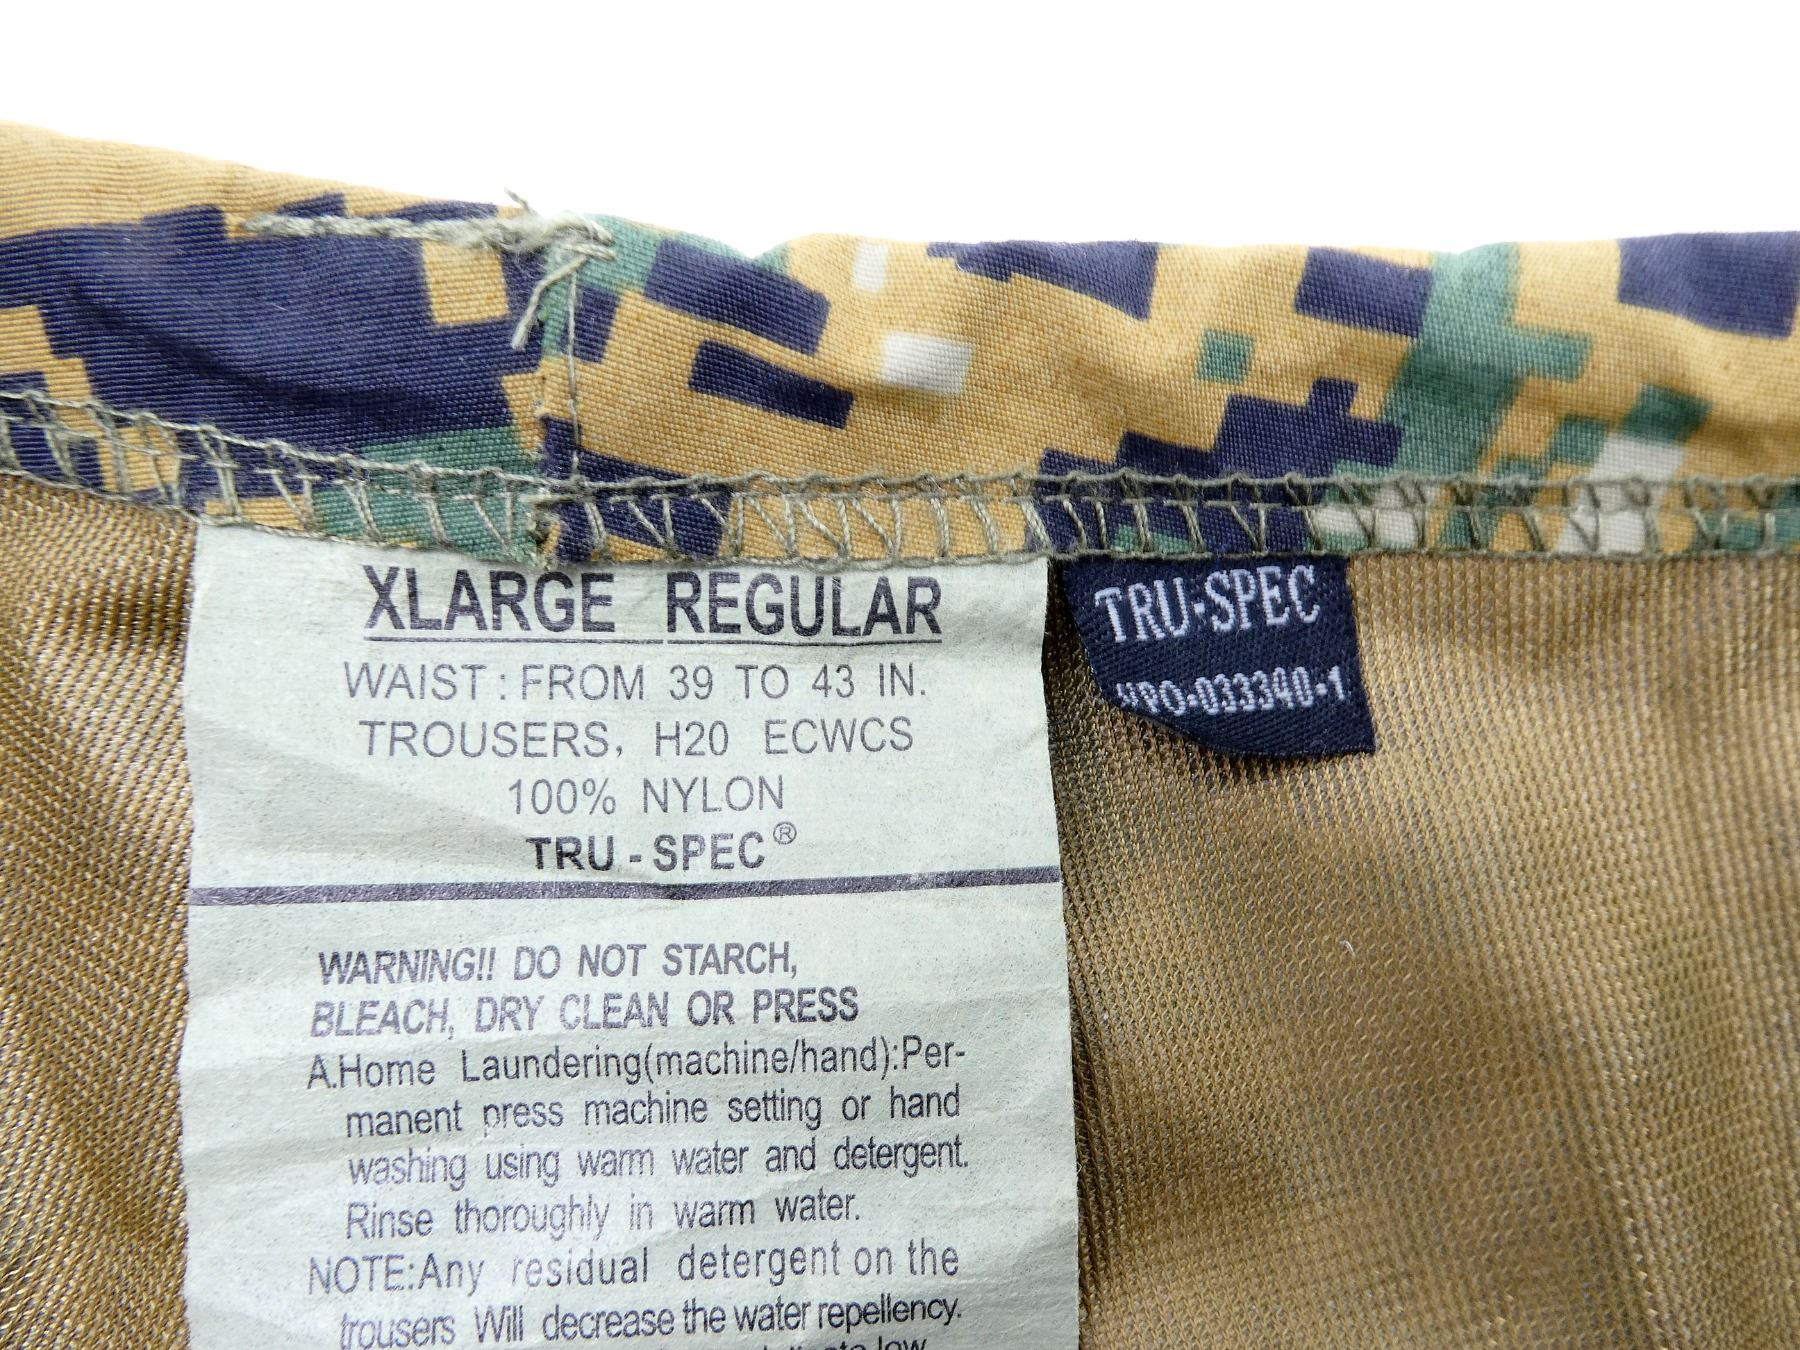 XLARGE REGULAR
WAIST : FROM 39 TO 43 IN.
TROUSERS, H20 ECWCS
100% NYLON
TRU - SPEC®
WARNING!! DO NOT STARCH,
BLEACH, DRY CLEAN OR PRESS
A.Home Laundering(machine/hand):Per-
manent press machine setting or hand
washing using warm water and detergent.
Rinse thoroughly in warm water.
NOTE:Any residual detergent on the
trousers Will decrease the water repellency.
low
TRU-SPEC
033340-1